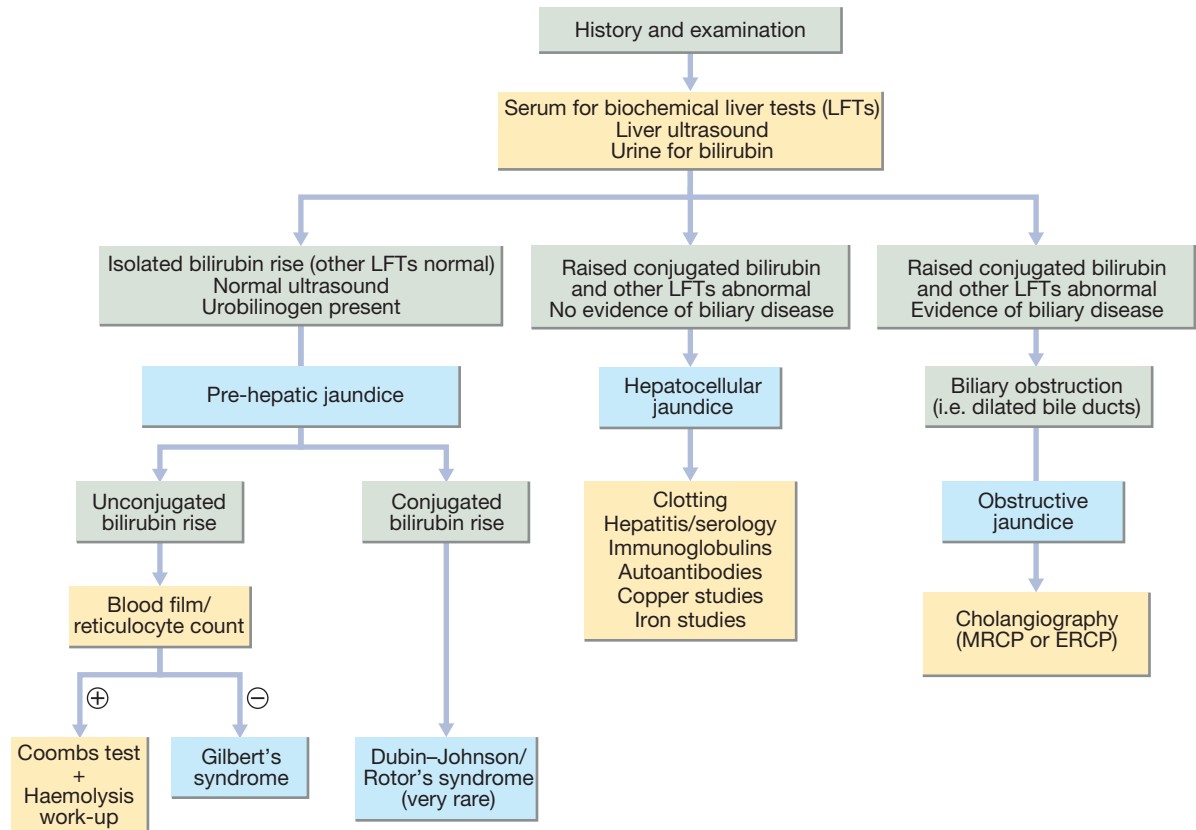 History and examination
Serum for biochemical liver tests (LFTs)
Liver ultrasound
Urine for bilirubin
Isolated bilirubin rise (other LFTs normal)
Normal ultrasound
Urobilinogen present
Raised conjugated bilirubin
and other LFTs abnormal
No evidence of biliary disease
Raised conjugated bilirubin
and other LFTs abnormal
Evidence of biliary disease
Pre-hepatic jaundice
Hepatocellular
jaundice
Biliary obstruction
(i.e. dilated bile ducts)
Unconjugated
bilirubin rise
Conjugated
bilirubin rise
Clotting
Hepatitis/serology
Immunoglobulins
Autoantibodies
Copper studies
Iron studies
Obstructive
jaundice
Blood film/
reticulocyte count
Cholangiography
(MRCP or ERCP)
+
−
Coombs test
+
Haemolysis
work-up
Gilbert’s
syndrome
Dubin–Johnson/
Rotor’s syndrome
(very rare)